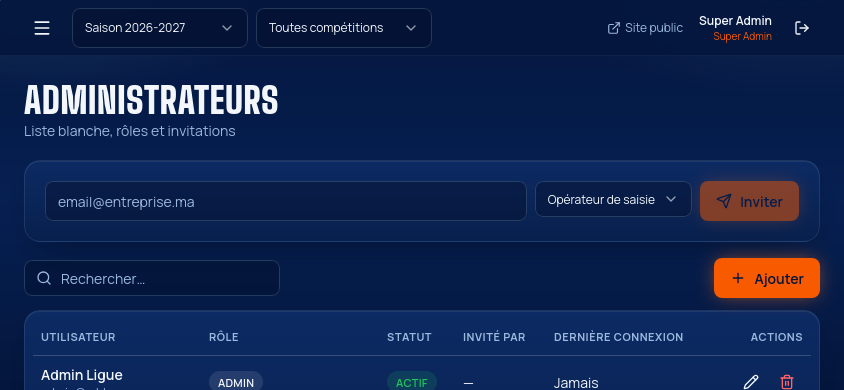 Saison 2026-2027
Toutes compétitions
Site public
Super Admin
Super Admin
ADMINISTRATEURS
Liste blanche, rôles et invitations
email@entreprise.ma
Opérateur de saisie
Inviter
Rechercher...
Ajouter
UTILISATEUR RÔLE STATUT INVITÉ PAR DERNIÈRE CONNEXION ACTIONS
Admin Ligue
ADMIN ACTIF — Jamais